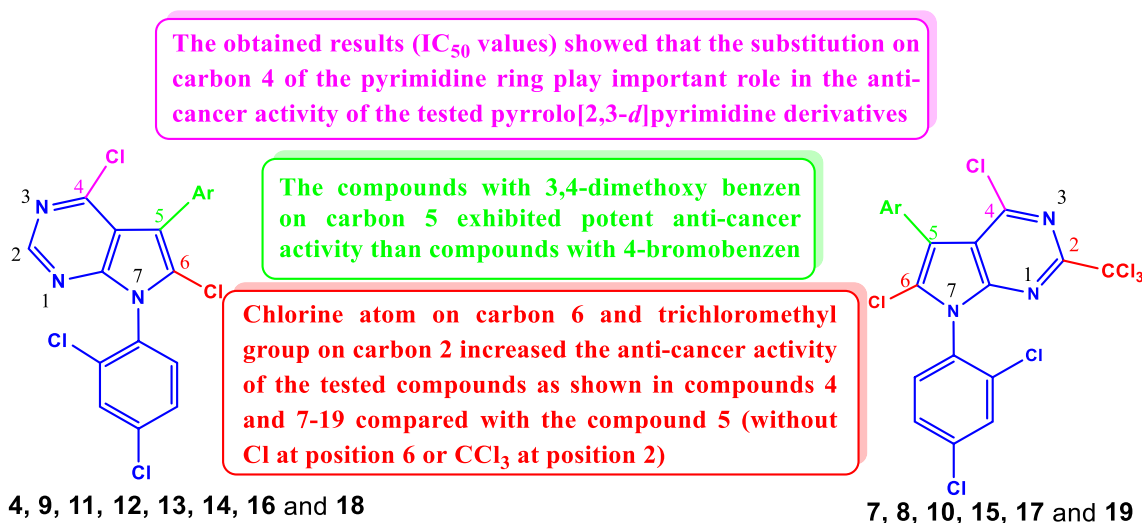 The obtained results (IC50 values) showed that the substitution on
carbon 4 of the pyrimidine ring play important role in the anti-
cancer activity of the tested pyrrolo[2,3-d]pyrimidine derivatives
Cl
4
3
N
5
Ar
2
N
1
7
N
6
Cl
Cl
Cl
The compounds with 3,4-dimethoxy benzen
on carbon 5 exhibited potent anti-cancer
activity than compounds with 4-bromobenzen
Cl
4
3
N
Ar
5
2
CCl3
1
N
6
Cl
7
N
Cl
Cl
Chlorine atom on carbon 6 and trichloromethyl
group on carbon 2 increased the anti-cancer activity
of the tested compounds as shown in compounds 4
and 7-19 compared with the compound 5 (without
Cl at position 6 or CCl3 at position 2)
4, 9, 11, 12, 13, 14, 16 and 18
7, 8, 10, 15, 17 and 19